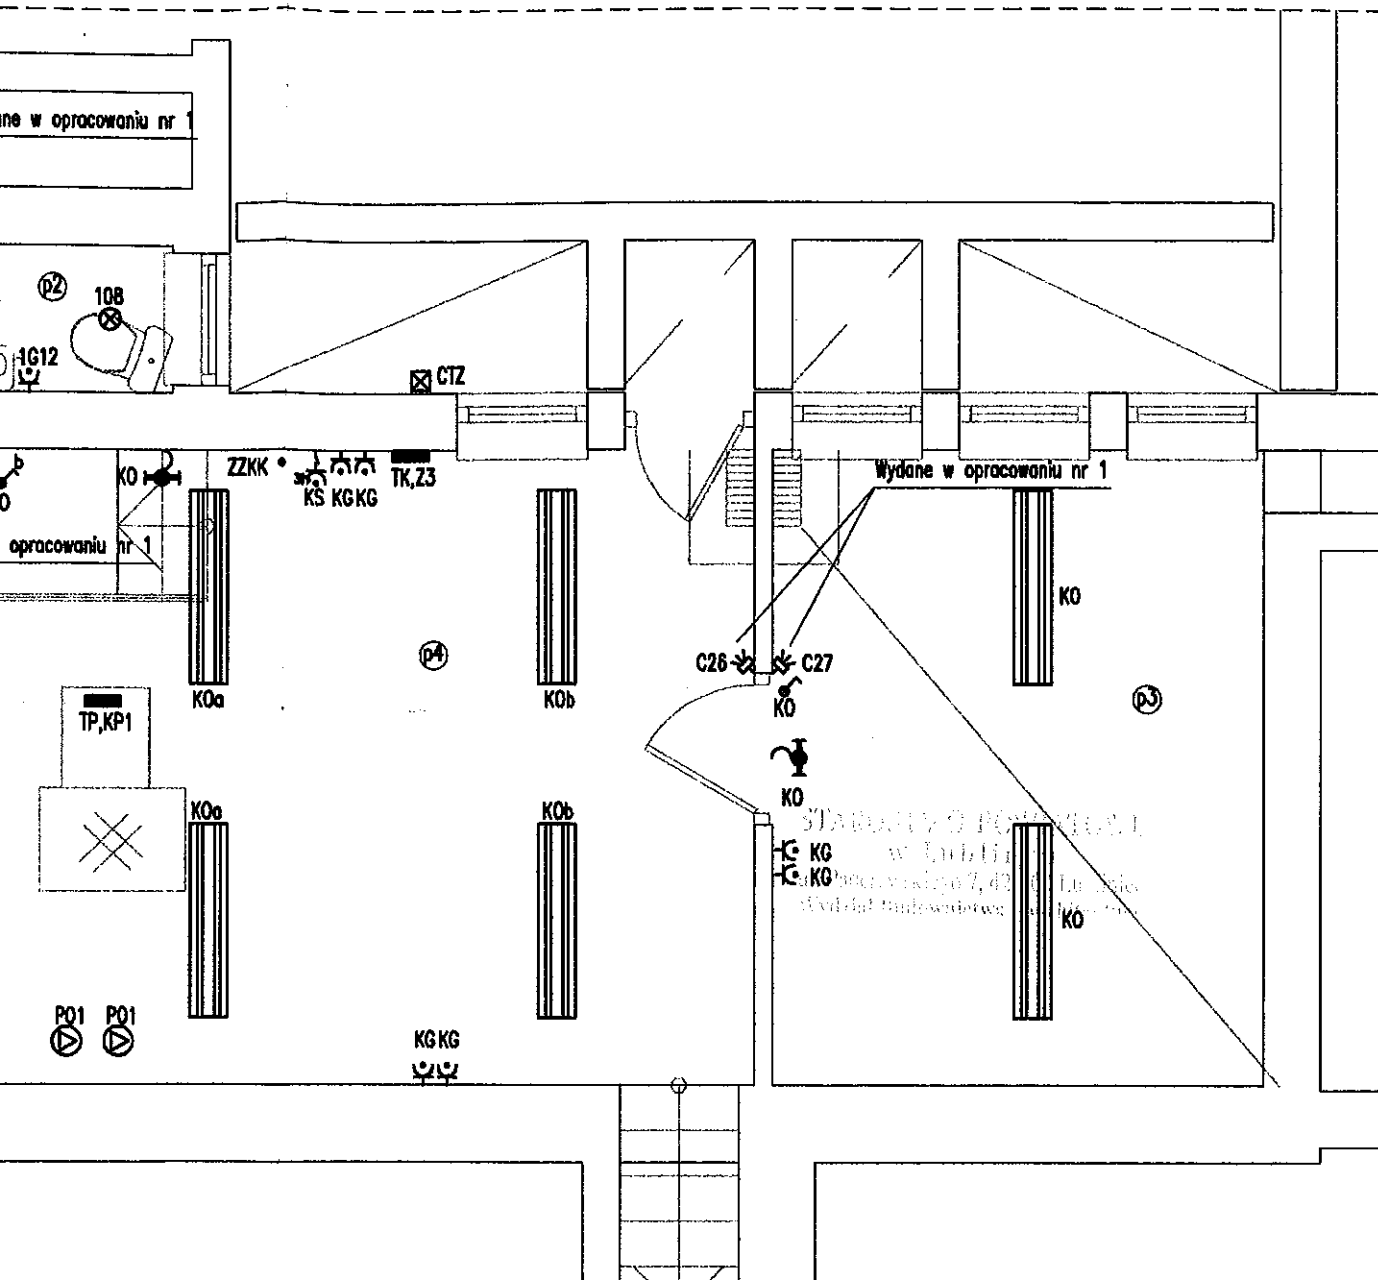 ne w opracowaniu nr 1
p2
108
1G12
CTZ
b
KO
ZZKK
3x
KS KG KG
TK,Z3
Wydane w opracowaniu nr 1
O
opracowaniu nr 1
KO
p4
C26
C27
KOa
KOb
KO
p3
TP,KP1
KO
KOa
KOb
w
KG
KG
KO
PO1
PO1
KG KG